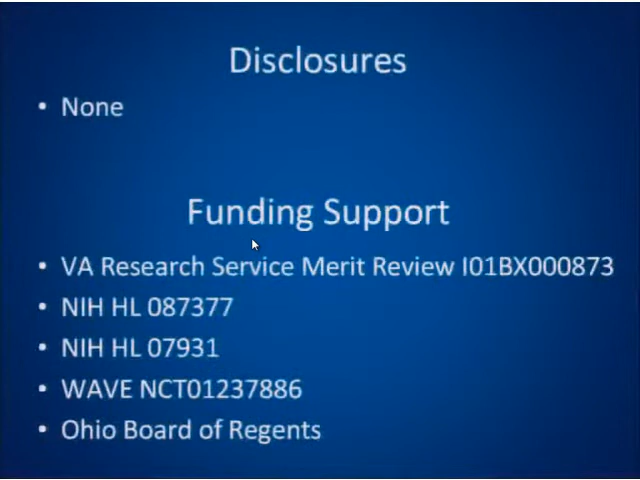 Disclosures
• None
Funding Support
• VA Research Service Merit Review I01BX000873
• NIH HL 087377
• NIH HL 07931
• WAVE NCT01237886
• Ohio Board of Regents